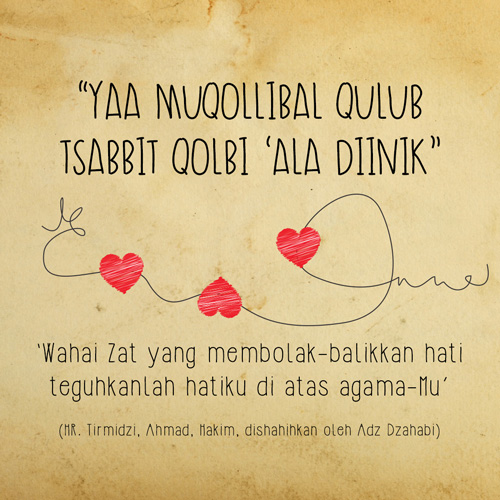 “YAA MUQOLLIBAL QULUB
TSABBIT QOLBI ‘ALA DIINIK”
‘Wahai Zat yang membolak-balikkan hati
teguhkanlah hatiku di atas agama-Mu’
(HR. Tirmidzi, Ahmad, Hakim, dishahihkan oleh Adz Dzahabi)